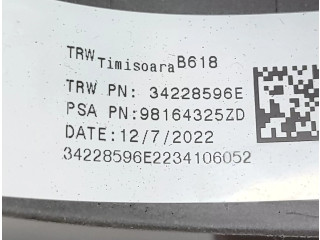 TRW Timisoara B618
TRW PN: 34228596E
PSA PN:98164325ZD
DATE:12/7/2022
34228596E2234106052